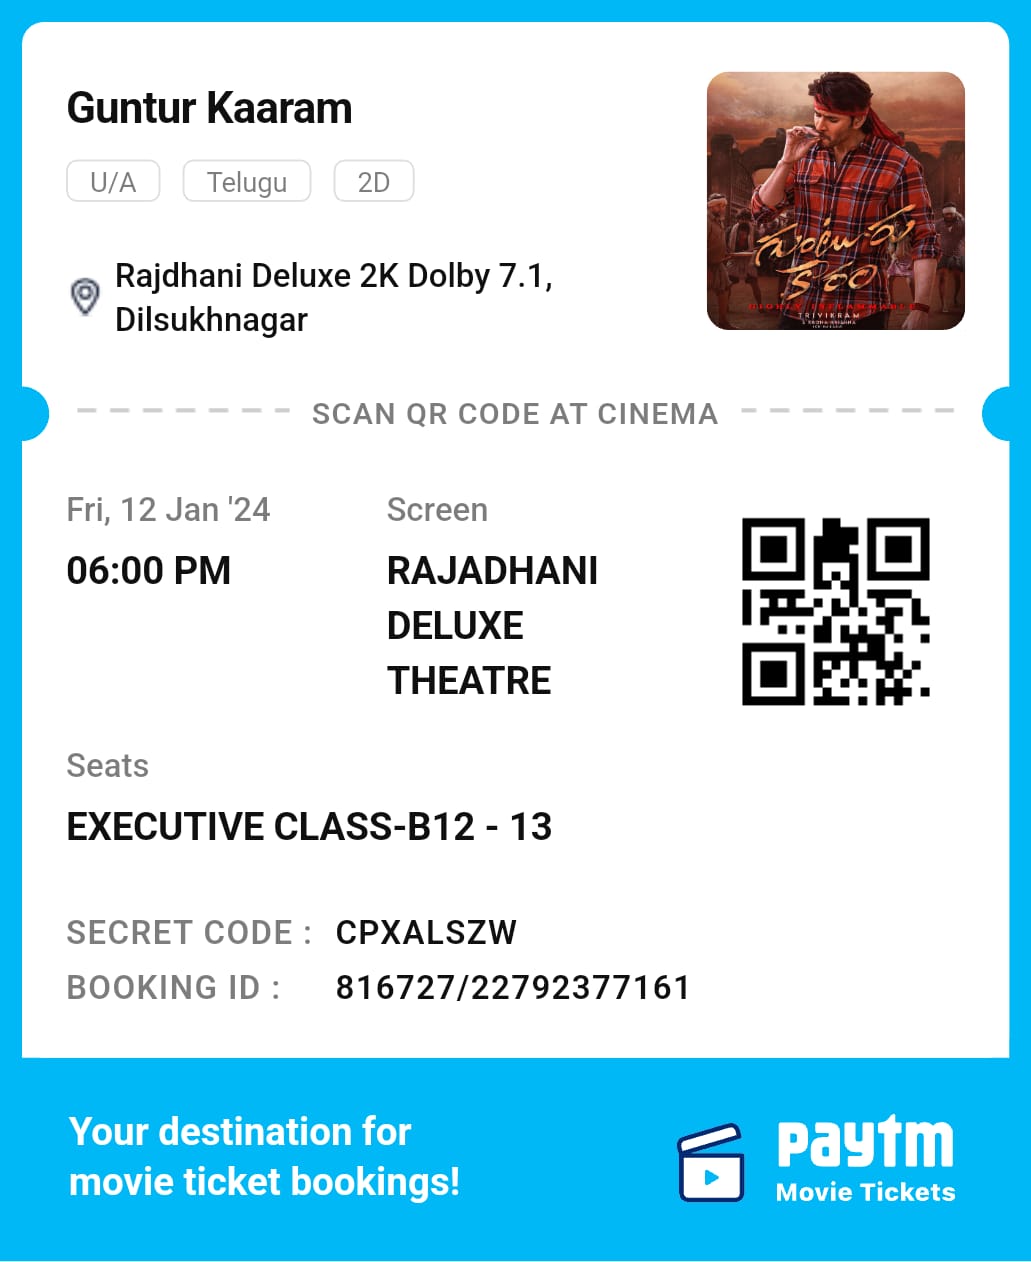 Guntur Kaaram
U/A
Telugu
2D
Rajdhani Deluxe 2K Dolby 7.1,
Dilsukhnagar
గుంటూరు
కారం
HIGHLY INFLAMMABLE
TRIVIKRAM
SCAN QR CODE AT CINEMA
Fri, 12 Jan '24
06:00 PM
Screen
RAJADHANI
DELUXE
THEATRE
Seats
EXECUTIVE CLASS-B12 - 13
SECRET CODE : CPXALSZW
BOOKING ID : 816727/22792377161
Your destination for
movie ticket bookings!
paytm
Movie Tickets